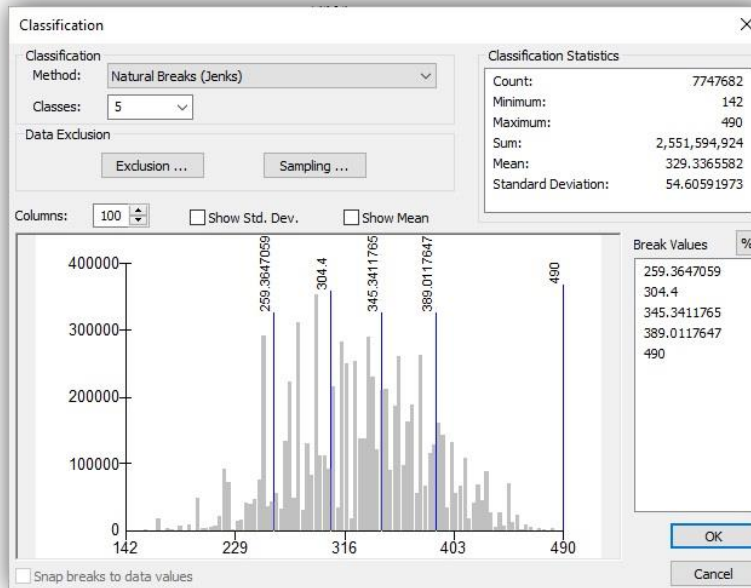 Classification
Classification
Method: Natural Breaks (Jenks)
Classes: 5
Data Exclusion
Exclusion ...
Sampling ...
Classification Statistics
Count: 7747682
Minimum: 142
Maximum: 490
Sum: 2,551,594,924
Mean: 329.3365582
Standard Deviation: 54.60591973
Columns: 100
Show Std. Dev.
Show Mean
Break Values %
259.3647059
304.4
345.3411765
389.0117647
490
400000
300000
200000
100000
0
142 229 316 403 490
259.3647059
304.4
345.3411765
389.0117647
490
OK
Cancel
Snap breaks to data values